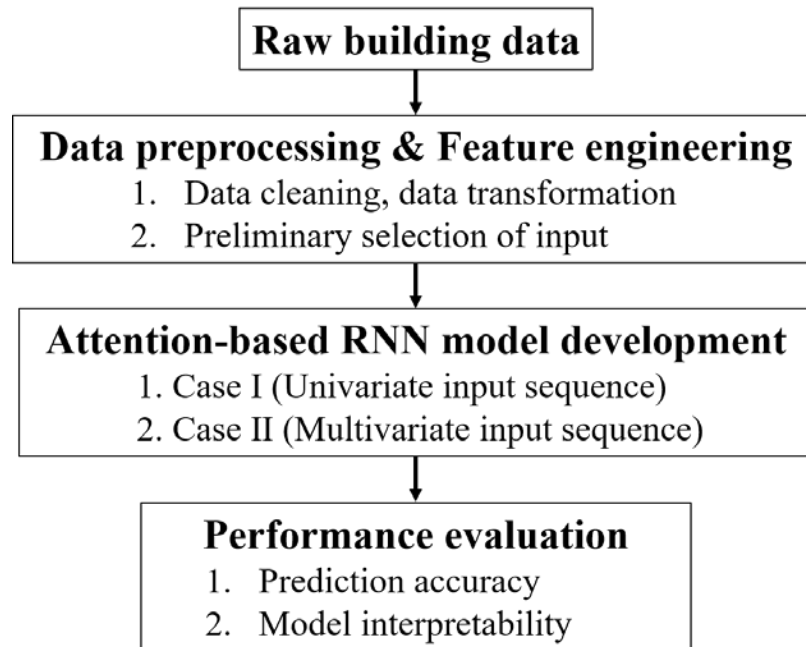 Raw building data
Data preprocessing & Feature engineering
1. Data cleaning, data transformation
2. Preliminary selection of input
Attention-based RNN model development
1. Case I (Univariate input sequence)
2. Case II (Multivariate input sequence)
Performance evaluation
1. Prediction accuracy
2. Model interpretability